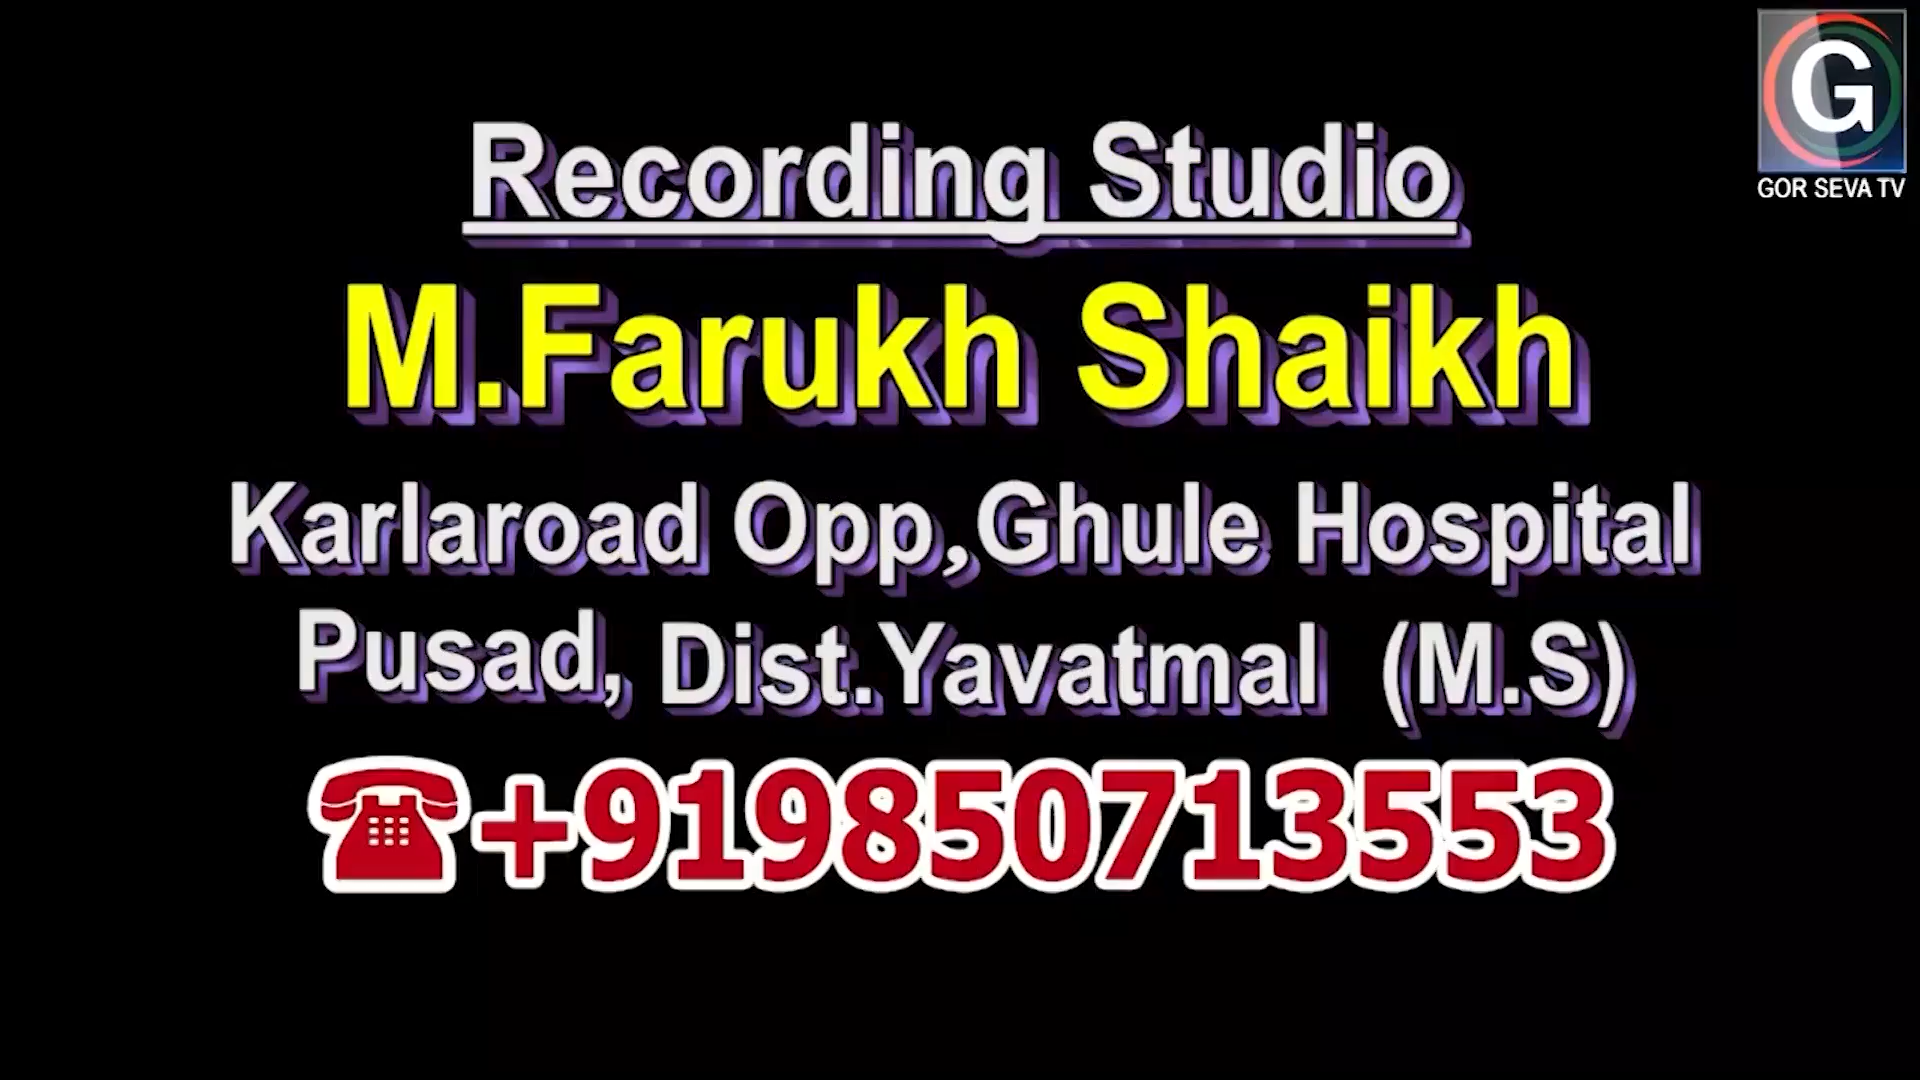 G
GOR SEVA TV
Recording Studio
M.Farukh Shaikh
Karlaroad Opp,Ghule Hospital
Pusad, Dist.Yavatmal (M.S)
☎+919850713553